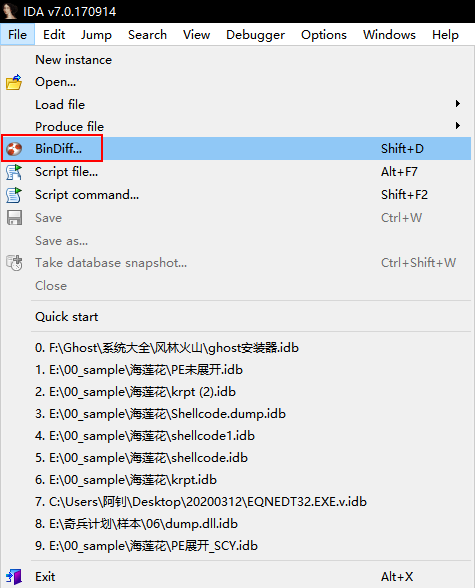 IDA v7.0.170914
File Edit Jump Search View Debugger Options Windows Help
New instance
Open...
Load file
Produce file
BinDiff... Shift+D
Script file... Alt+F7
Script command... Shift+F2
Save Ctrl+W
Save as...
Take database snapshot... Ctrl+Shift+W
Close
Quick start
0. F:\Ghost\系统大全\风林火山\ghost安装器.idb
1. E:\00_sample\海莲花\PE未展开.idb
2. E:\00_sample\海莲花\krpt (2).idb
3. E:\00_sample\海莲花\Shellcode.dump.idb
4. E:\00_sample\海莲花\shellcode1.idb
5. E:\00_sample\海莲花\shellcode.idb
6. E:\00_sample\海莲花\krpt.idb
7. C:\Users\阿钊\Desktop\20200312\EQNEDT32.EXE.v.idb
8. E:\奇兵计划\样本\06\dump.dll.idb
9. E:\00_sample\海莲花\PE展开_SCY.idb
Exit Alt+X